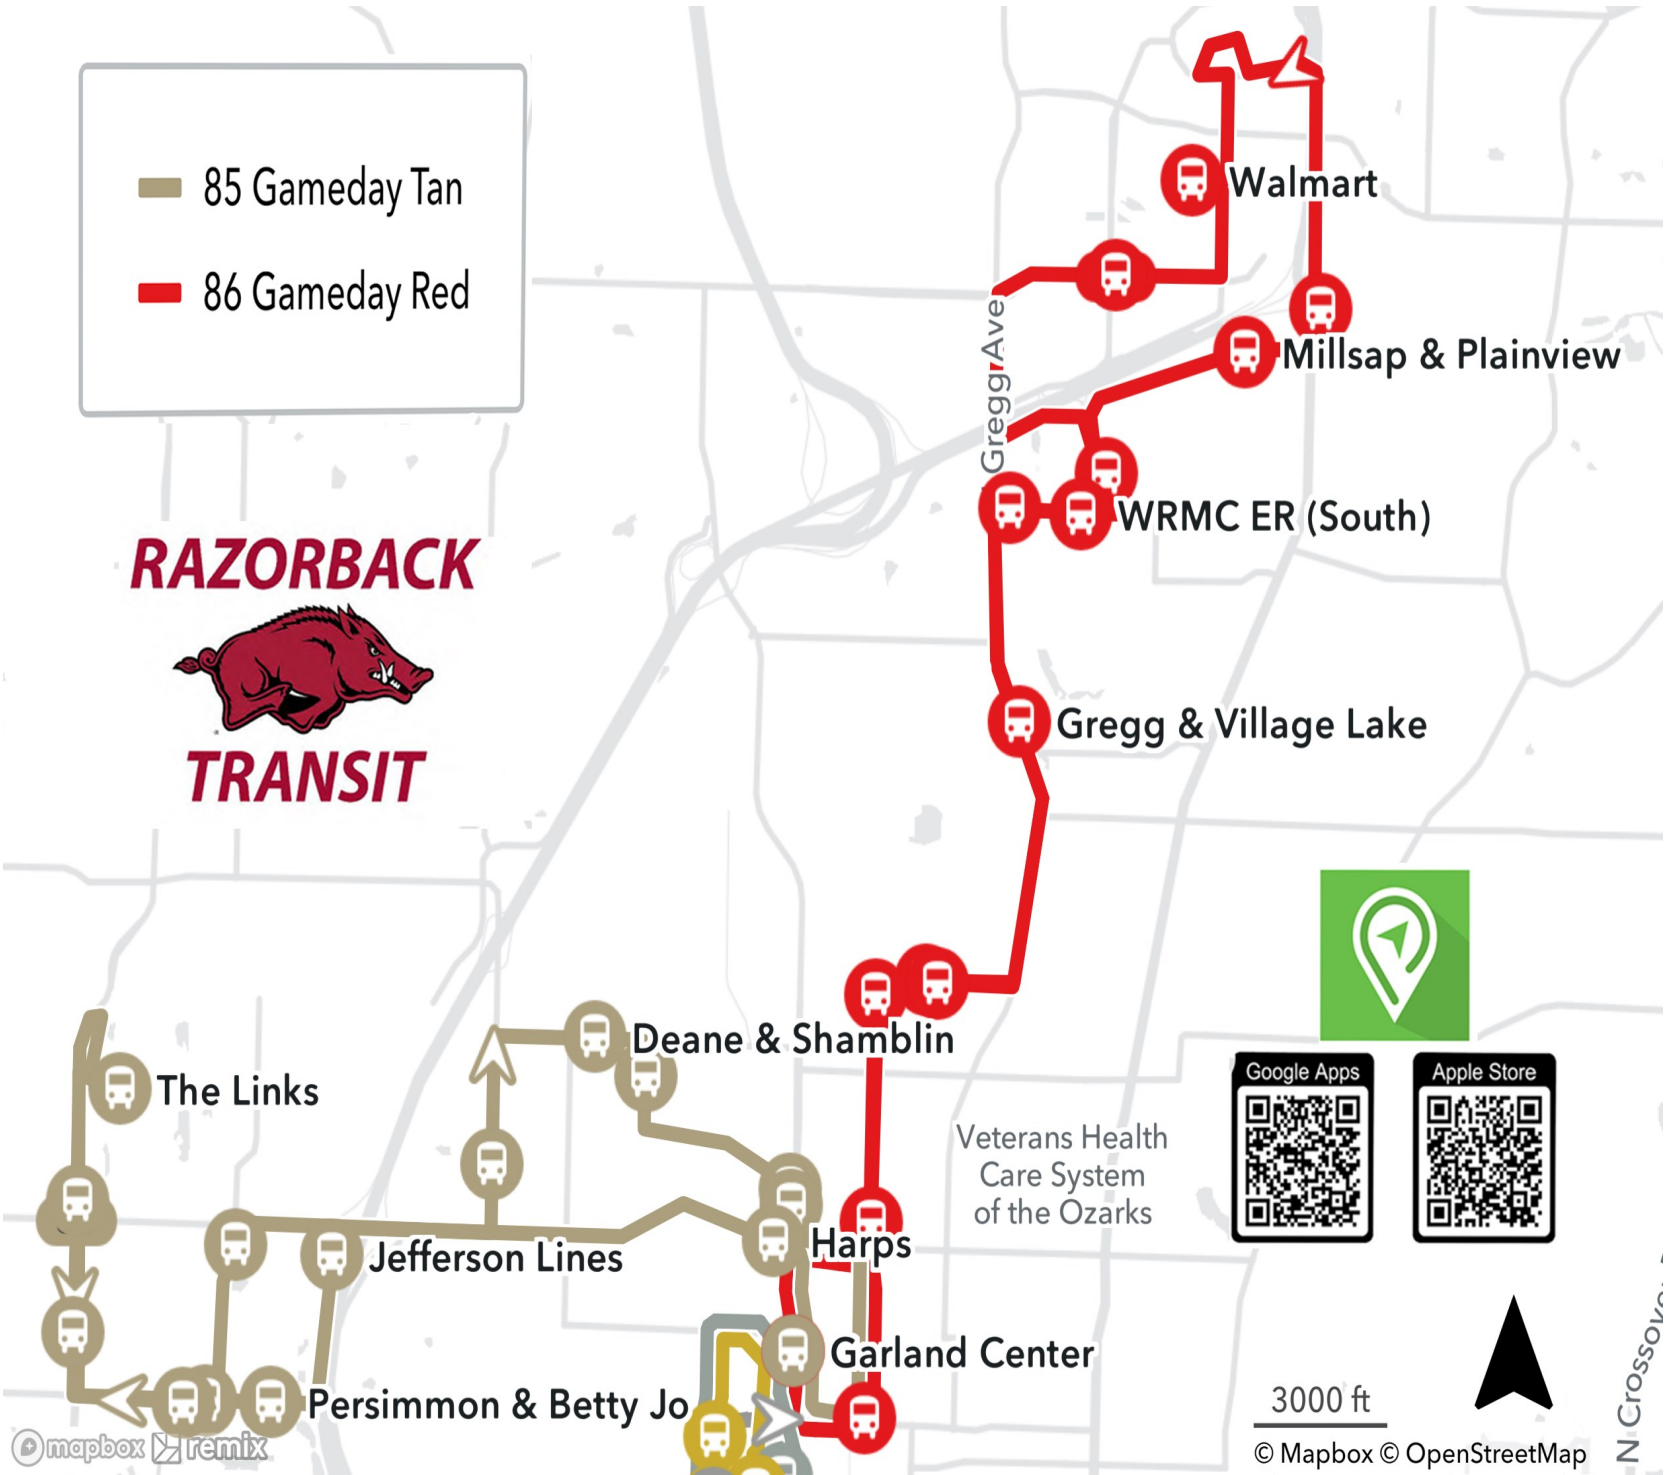 85 Gameday Tan
86 Gameday Red
Walmart
Gregg Ave
Millsap & Plainview
WRMC ER (South)
RAZORBACK
TRANSIT
Gregg & Village Lake
Deane & Shamblin
The Links
Google Apps
Apple Store
Veterans Health
Care System
of the Ozarks
Harps
Jefferson Lines
Garland Center
Persimmon & Betty Jo
3000 ft
N Crossove
mapbox remix
© Mapbox © OpenStreetMap